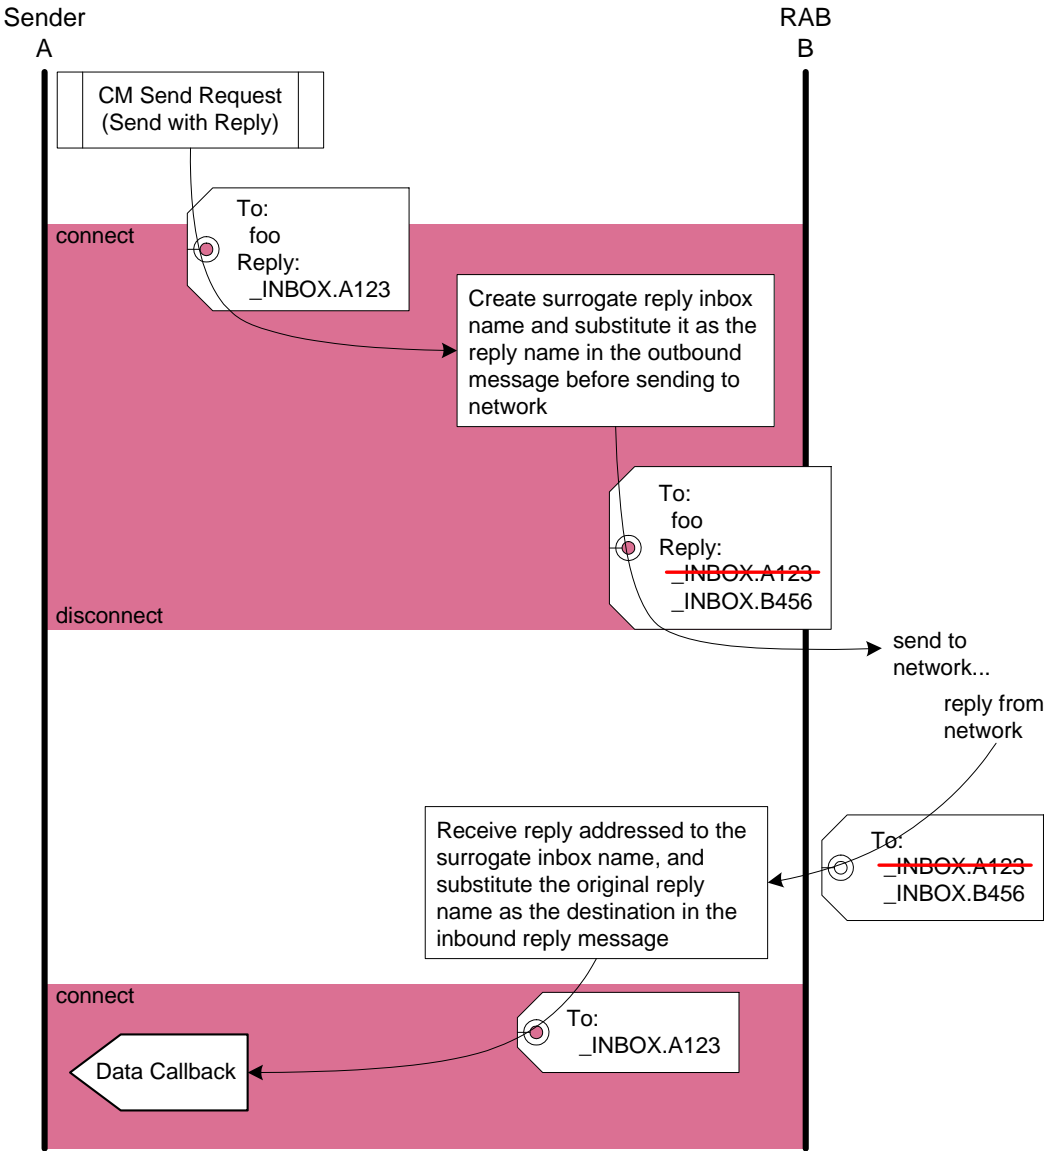 Sender
A
RAB
B
CM Send Request
(Send with Reply)
To:
foo
Reply:
_INBOX.A123
connect
Create surrogate reply inbox
name and substitute it as the
reply name in the outbound
message before sending to
network
To:
foo
Reply:
_INBOX.A123
_INBOX.B456
disconnect
send to
network...
reply from
network
To:
_INBOX.A123
_INBOX.B456
Receive reply addressed to the
surrogate inbox name, and
substitute the original reply
name as the destination in the
inbound reply message
connect
To:
_INBOX.A123
Data Callback